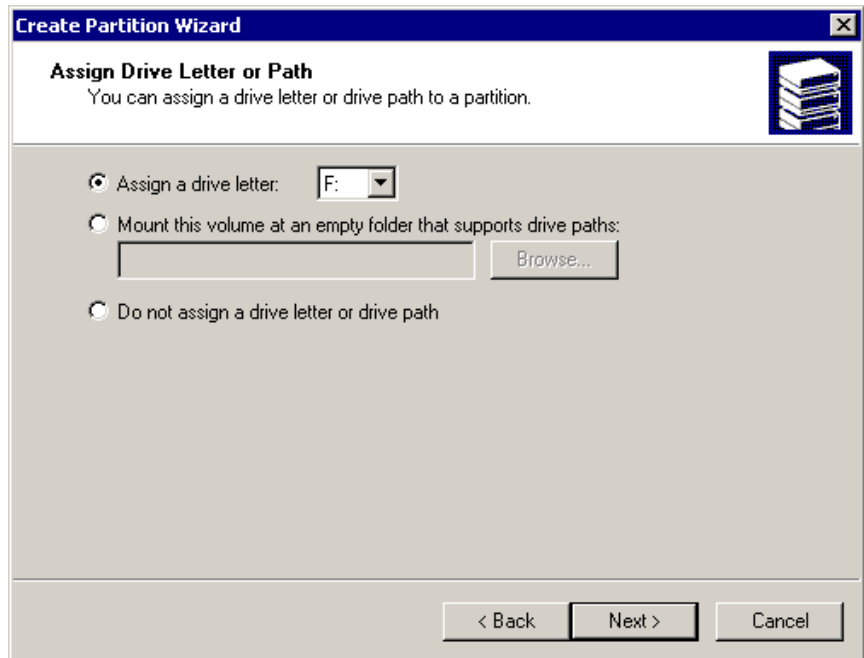 Create Partition Wizard
Assign Drive Letter or Path
You can assign a drive letter or drive path to a partition.
Assign a drive letter: F:
Mount this volume at an empty folder that supports drive paths:
Browse...
Do not assign a drive letter or drive path
< Back Next > Cancel